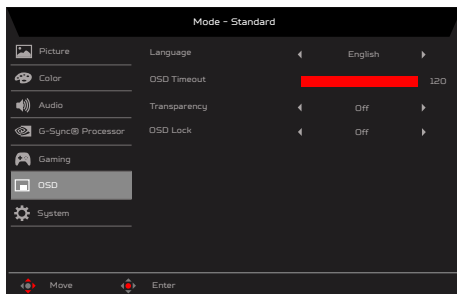 Mode - Standard
Picture
Language English
Color
OSD Timeout 120
Audio
Transparency Off
G-Sync® Processor
OSD Lock Off
Gaming
OSD
System
Move Enter